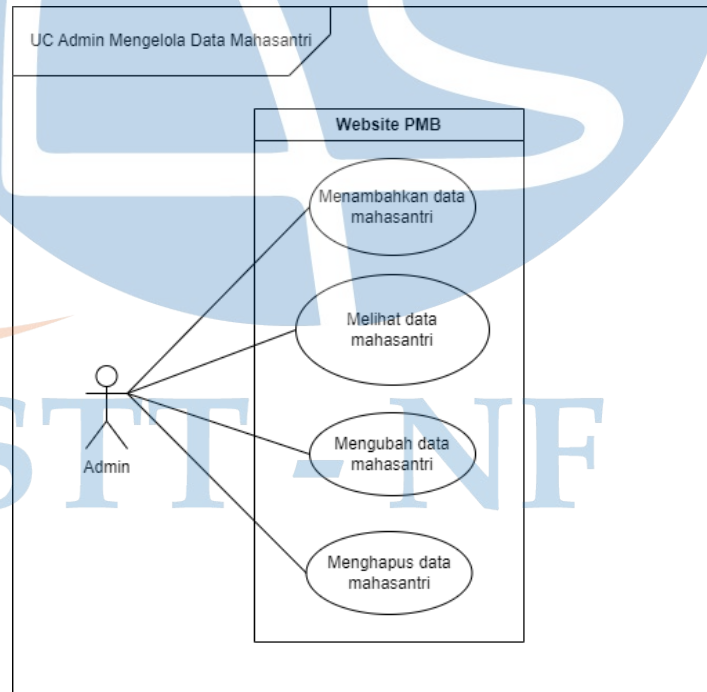 UC Admin Mengelola Data Mahasantri
Website PMB
Menambahkan data
mahasantri
Melihat data
mahasantri
Mengubah data
mahasantri
Menghapus data
mahasantri
Admin
STT - NF